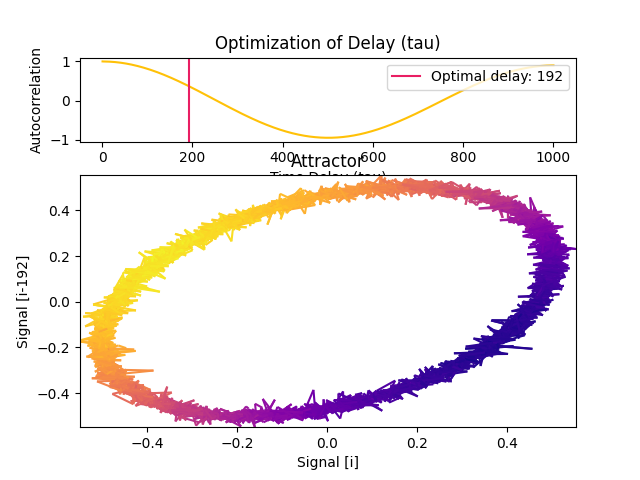 Optimization of Delay (tau)
Autocorrelation
1
0
−1
Optimal delay: 192
0 200 400 600 800 1000
Time Delay (tau)
Attractor
Signal [i-192]
0.4
0.2
0.0
−0.2
−0.4
−0.4 −0.2 0.0 0.2 0.4
Signal [i]